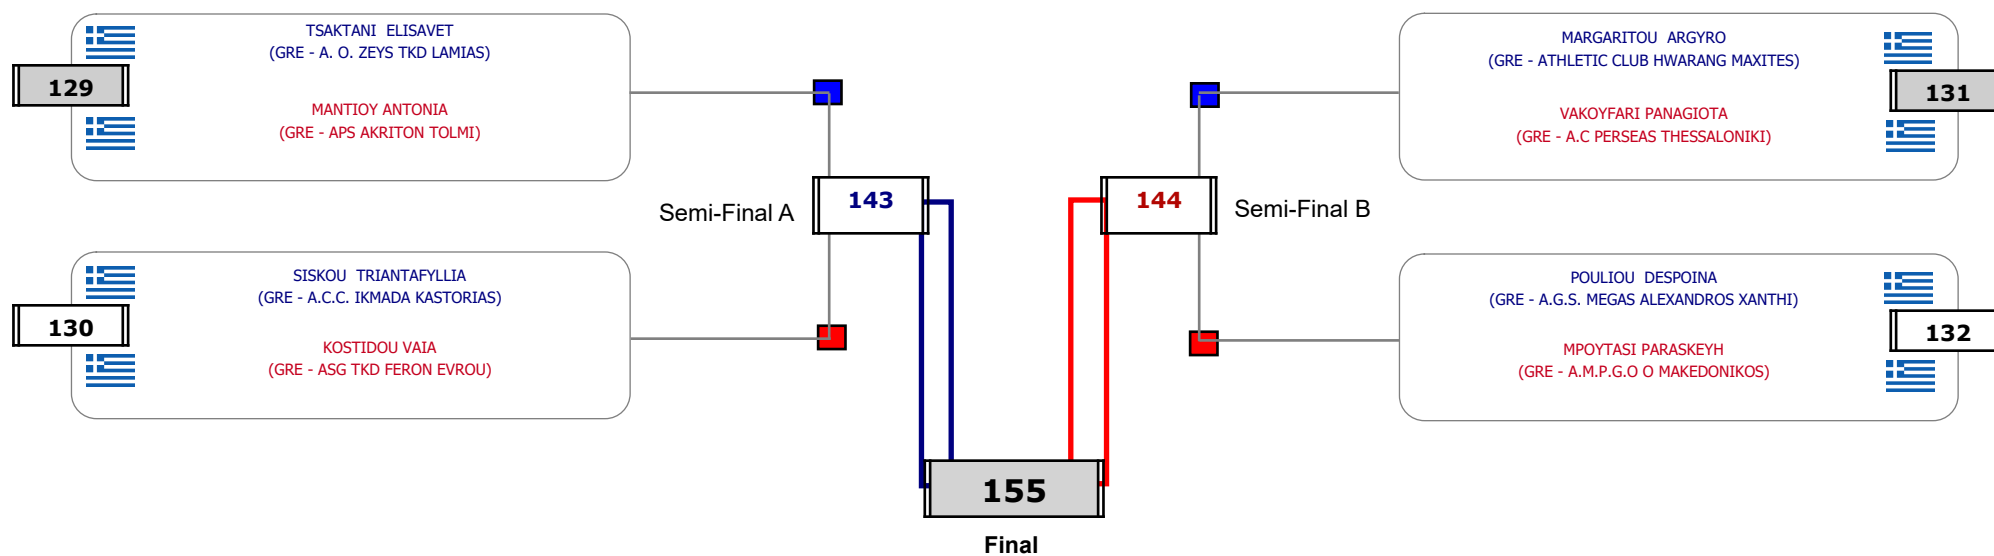 TSAKTANI ELISAVET
(GRE - A. O. ZEYS TKD LAMIAS)
129
MANTIOY ANTONIA
(GRE - APS AKRITON TOLMI)
SISKOU TRIANTAFYLLIA
(GRE - A.C.C. IKMADA KASTORIAS)
130
KOSTIDOU VAIA
(GRE - ASG TKD FERON EVROU)
Semi-Final A
143
144
Semi-Final B
MARGARITOU ARGYRO
(GRE - ATHLETIC CLUB HWARANG MAXITES)
131
VAKOYFARI PANAGIOTA
(GRE - A.C PERSEAS THESSALONIKI)
POULIOU DESPOINA
(GRE - A.G.S. MEGAS ALEXANDROS XANTHI)
132
MPOYTASI PARASKEYH
(GRE - A.M.P.G.O O MAKEDONIKOS)
155
Final